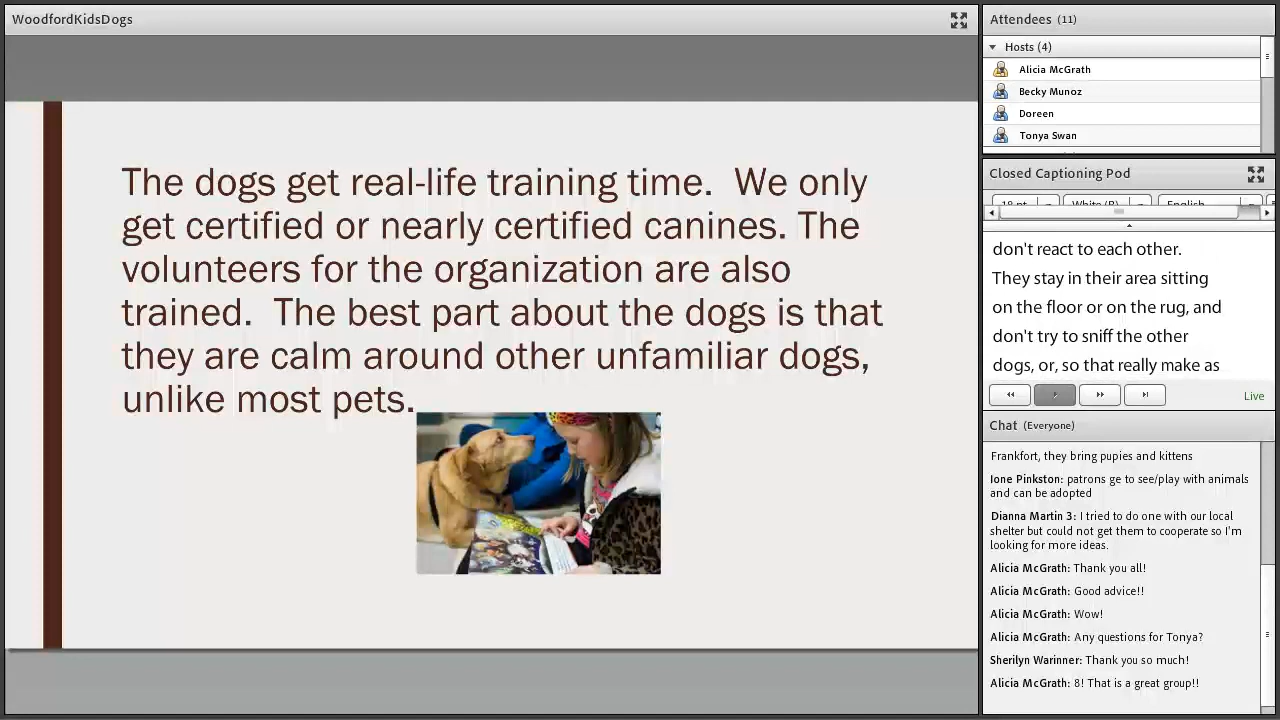 WoodfordKidsDogs
The dogs get real-life training time.  We only
get certified or nearly certified canines. The
volunteers for the organization are also
trained.  The best part about the dogs is that
they are calm around other unfamiliar dogs,
unlike most pets.
Attendees (11)
Hosts (4)
Alicia McGrath
Becky Munoz
Doreen
Tonya Swan
Closed Captioning Pod
18 pt White (B) English
don't react to each other.
They stay in their area sitting
on the floor or on the rug, and
don't try to sniff the other
dogs, or, so that really make as
Live
Chat (Everyone)
Frankfort, they bring pupies and kittens
Ione Pinkston: patrons ge to see/play with animals
and can be adopted
Dianna Martin 3: I tried to do one with our local
shelter but could not get them to cooperate so I'm
looking for more ideas.
Alicia McGrath: Thank you all!
Alicia McGrath: Good advice!!
Alicia McGrath: Wow!
Alicia McGrath: Any questions for Tonya?
Sherilyn Warinner: Thank you so much!
Alicia McGrath: 8! That is a great group!!